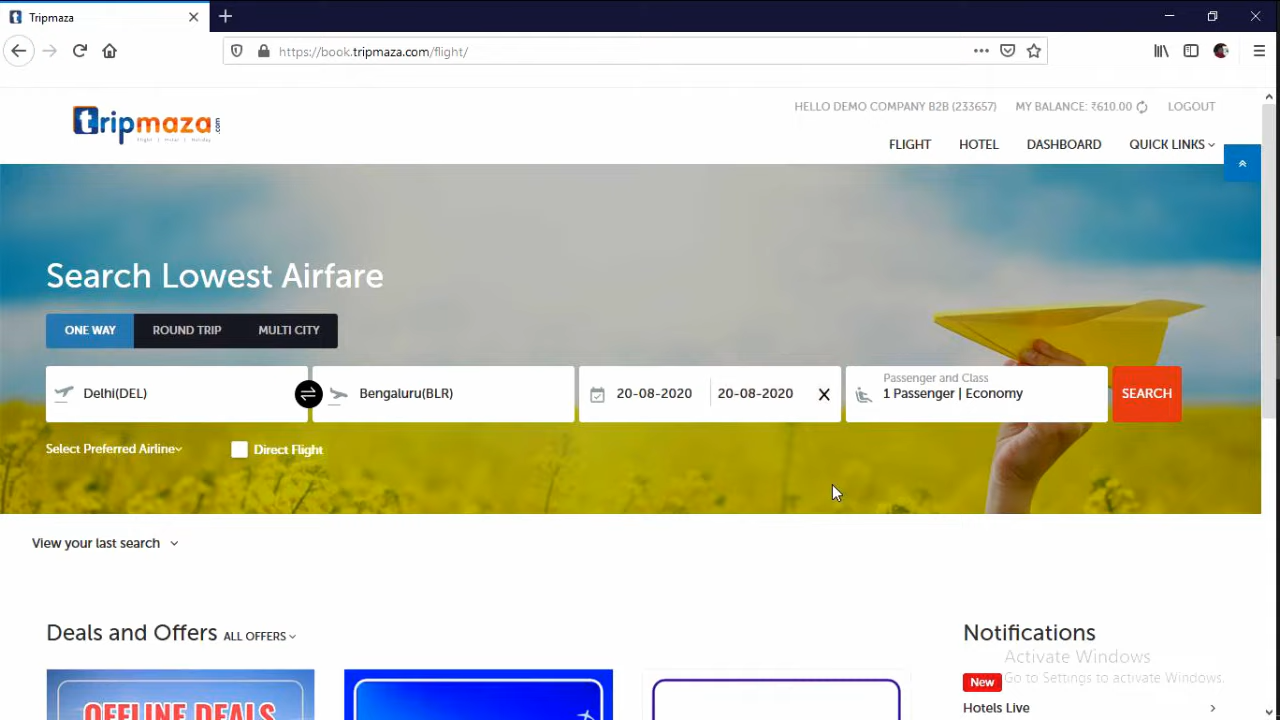 Tripmaza
https://book.tripmaza.com/flight/
tripmaza.com
HELLO DEMO COMPANY B2B (233657) MY BALANCE: ₹610.00 LOGOUT
FLIGHT HOTEL DASHBOARD QUICK LINKS
Search Lowest Airfare
ONE WAY ROUND TRIP MULTI CITY
Passenger and Class
Delhi(DEL) Bengaluru(BLR) 20-08-2020 20-08-2020 1 Passenger | Economy SEARCH
Select Preferred Airline Direct Flight
View your last search
Deals and Offers ALL OFFERS
Notifications
Activate Windows
New Go to Settings to activate Windows.
Hotels Live
OFFLINE DEALS